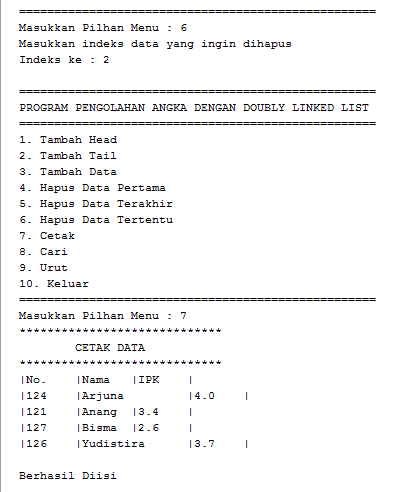 ===================================================
Masukkan Pilhan Menu : 6
Masukkan indeks data yang ingin dihapus
Indeks ke : 2
===================================================
PROGRAM PENGOLAHAN ANGKA DENGAN DOUBLY LINKED LIST
===================================================
1. Tambah Head
2. Tambah Tail
3. Tambah Data
4. Hapus Data Pertama
5. Hapus Data Terakhir
6. Hapus Data Tertentu
7. Cetak
8. Cari
9. Urut
10. Keluar
===================================================
Masukkan Pilhan Menu : 7
*****************************
CETAK DATA
*****************************
|No. |Nama |IPK |
|124 |Arjuna |4.0 |
|121 |Anang |3.4 |
|127 |Bisma |2.6 |
|126 |Yudistira |3.7 |
Berhasil Diisi